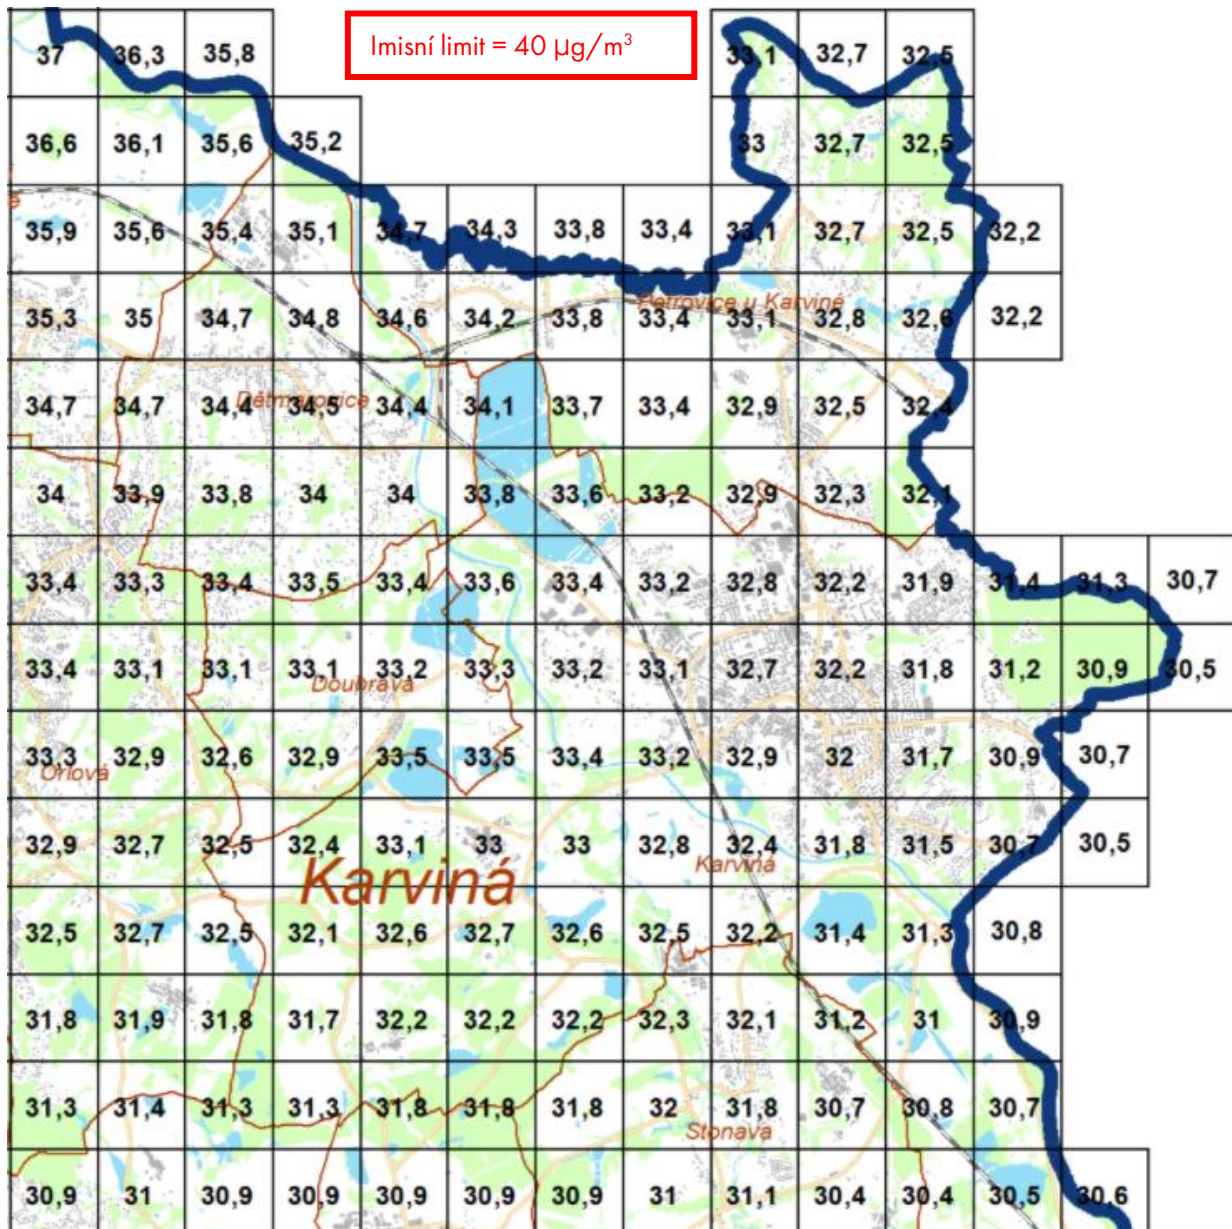 Imisní limit = 40 µg/m³
37 36,3 35,8 33,1 32,7 32,5
36,6 36,1 35,6 35,2 33 32,7 32,5
35,9 35,6 35,4 35,1 34,7 34,3 33,8 33,4 33,1 32,7 32,5 32,2
Petrovice u Karviné
35,3 35 34,7 34,8 34,6 34,2 33,8 33,4 33,1 32,8 32,6 32,2
Dětmarovice
34,7 34,7 34,4 34,5 34,4 34,1 33,7 33,4 32,9 32,5 32,4
34 33,9 33,8 34 34 33,8 33,6 33,2 32,9 32,3 32,1
33,4 33,3 33,4 33,5 33,4 33,6 33,4 33,2 32,8 32,2 31,9 31,4 31,3 30,7
33,4 33,1 33,1 33,1 33,2 33,3 33,2 33,1 32,7 32,2 31,8 31,2 30,9 30,5
Doubrava
33,3 32,9 32,6 32,9 33,5 33,5 33,4 33,2 32,9 32 31,7 30,9 30,7
Orlová
32,9 32,7 32,5 32,4 33,1 33 33 32,8 32,4 31,8 31,5 30,7 30,5
Karviná
Karviná
32,5 32,7 32,5 32,1 32,6 32,7 32,6 32,5 32,2 31,4 31,3 30,8
31,8 31,9 31,8 31,7 32,2 32,2 32,2 32,3 32,1 31,2 31 30,9
31,3 31,4 31,3 31,3 31,8 31,8 31,8 32 31,8 30,7 30,8 30,7
Stonava
30,9 31 30,9 30,9 30,9 30,9 30,9 31 31,1 30,4 30,4 30,5 30,6